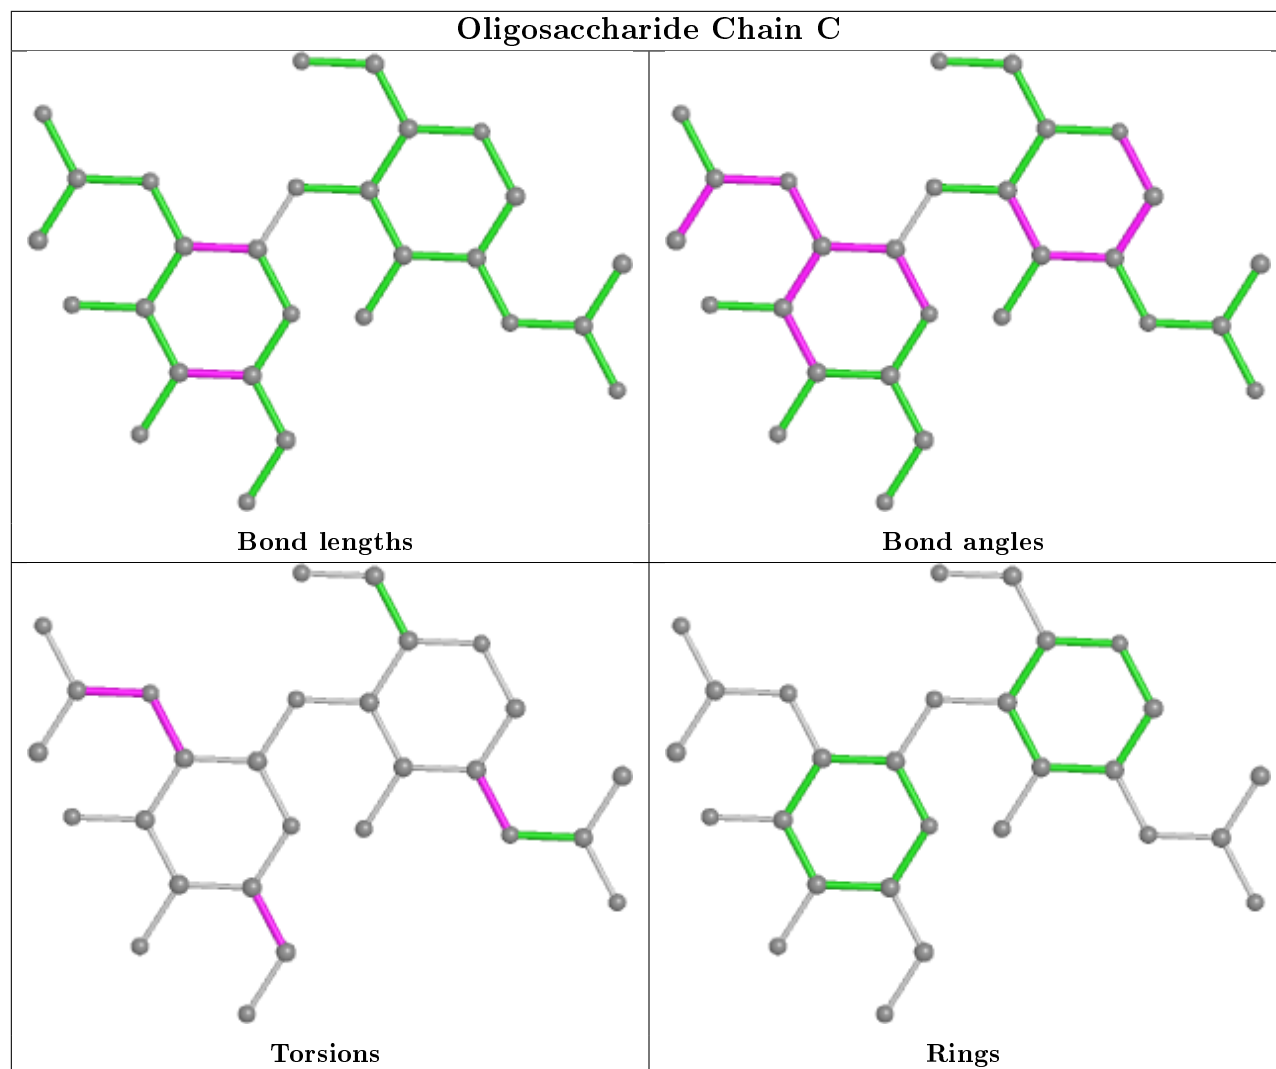 Oligosaccharide Chain C
Bond lengths
Bond angles
Torsions
Rings